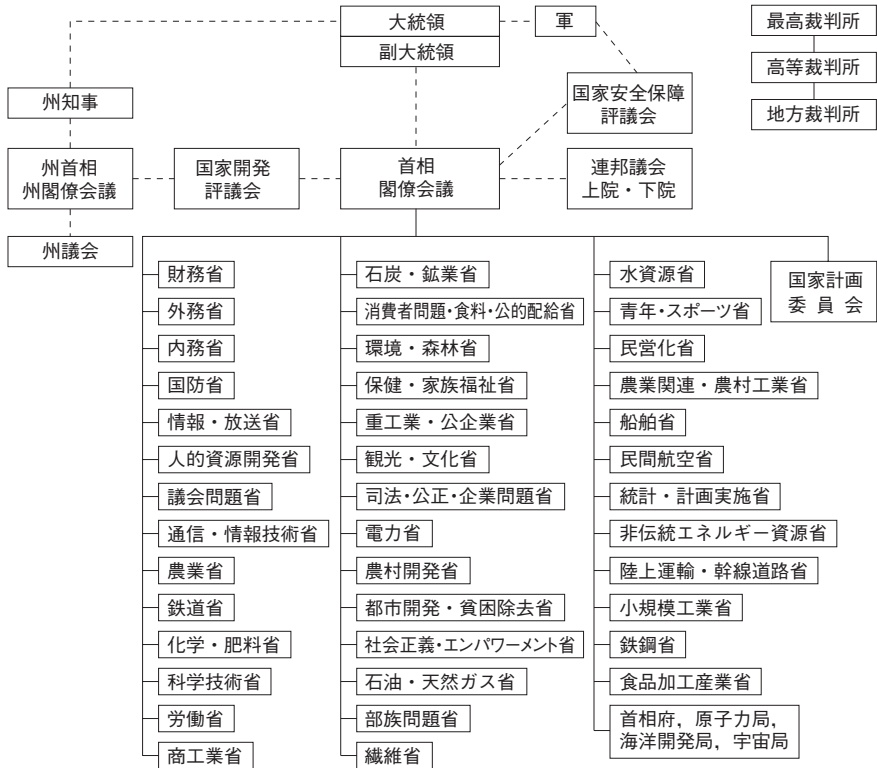 大統領
副大統領
軍
最高裁判所
高等裁判所
地方裁判所
国家安全保障
評議会
州知事
州首相
州閣僚会議
国家開発
評議会
首相
閣僚会議
連邦議会
上院・下院
州議会
財務省
外務省
内務省
国防省
情報・放送省
人的資源開発省
議会問題省
通信・情報技術省
農業省
鉄道省
化学・肥料省
科学技術省
労働省
商工業省
石炭・鉱業省
消費者問題・食料・公的配給省
環境・森林省
保健・家族福祉省
重工業・公企業省
観光・文化省
司法・公正・企業問題省
電力省
農村開発省
都市開発・貧困除去省
社会正義・エンパワーメント省
石油・天然ガス省
部族問題省
繊維省
水資源省
青年・スポーツ省
民営化省
農業関連・農村工業省
船舶省
民間航空省
統計・計画実施省
非伝統エネルギー資源省
陸上運輸・幹線道路省
小規模工業省
鉄鋼省
食品加工産業省
首相府，原子力局，
海洋開発局，宇宙局
国家計画
委員会